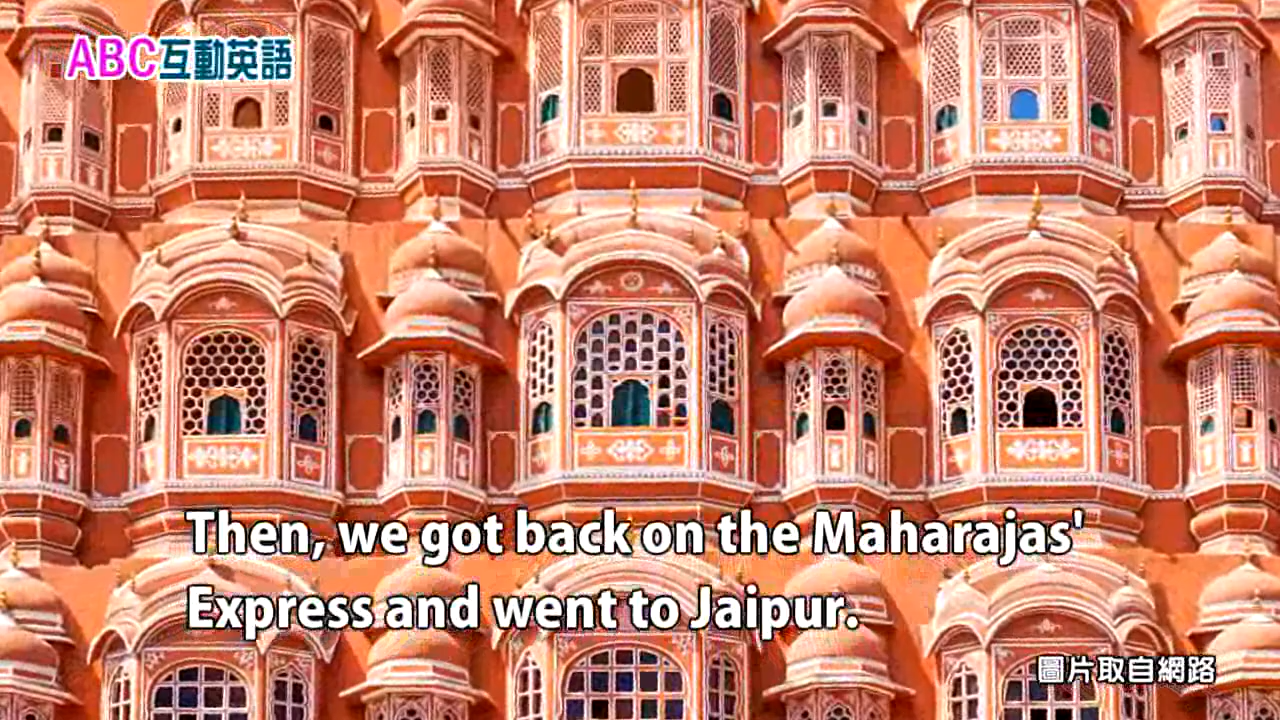 ABC互動英語
Then, we got back on the Maharajas'
Express and went to Jaipur.
圖片取自網路